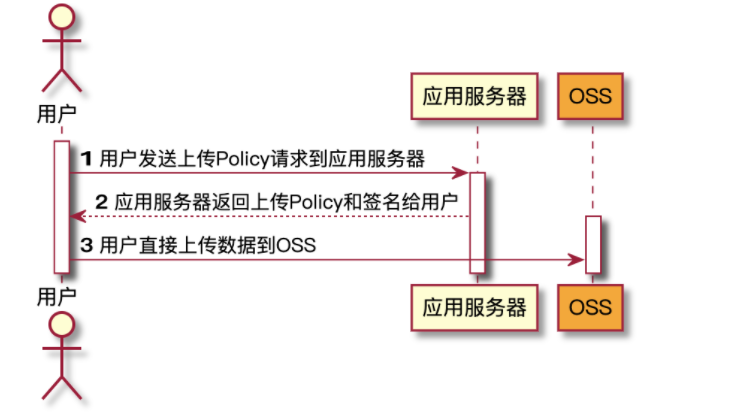 用户
应用服务器
OSS
1 用户发送上传Policy请求到应用服务器
2 应用服务器返回上传Policy和签名给用户
3 用户直接上传数据到OSS
用户
应用服务器
OSS